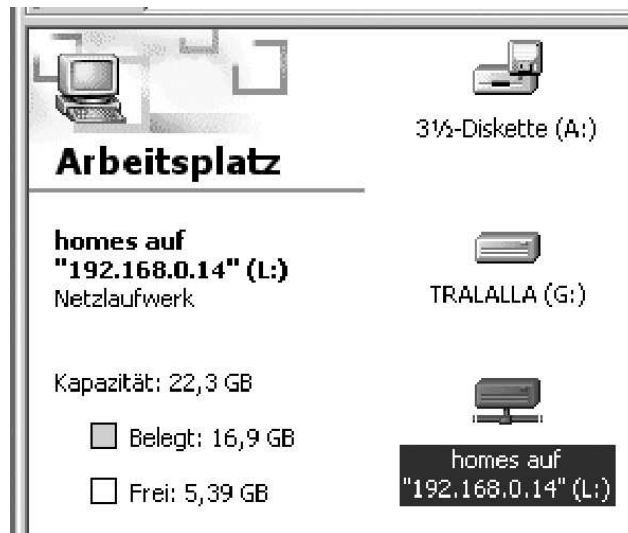 Arbeitsplatz
homes auf
"192.168.0.14" (L:)
Netzlaufwerk
Kapazität: 22,3 GB
Belegt: 16,9 GB
Frei: 5,39 GB
3½-Diskette (A:)
TRALALLA (G:)
homes auf
"192.168.0.14" (L:)